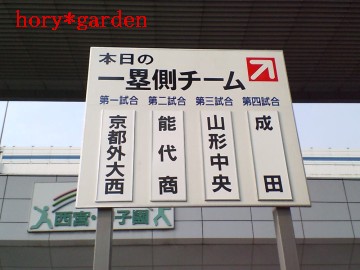 hory*garden
本日の
一塁側チーム
第一試合 第二試合 第三試合 第四試合
京都外大西
能代商
山形中央
成田
西宮・甲子園